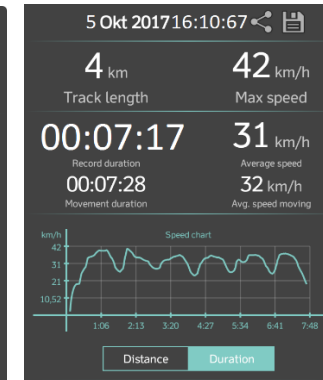 5 Okt 2017 16:10:67
4 km 42 km/h
Track length Max speed
00:07:17 31 km/h
Record duration Average speed
00:07:28 32 km/h
Movement duration Avg. speed moving
km/h Speed chart
42
31
21
10,52
1:06 2:13 3:20 4:27 5:34 6:41 7:48
Distance Duration